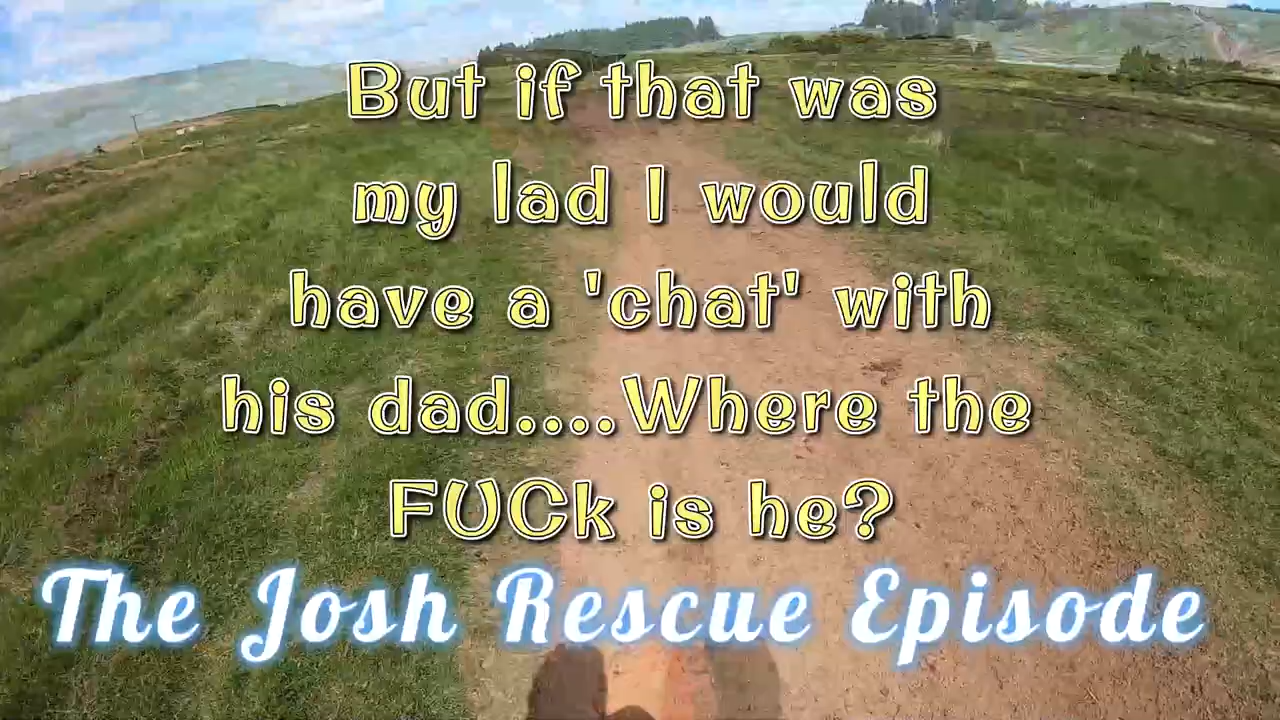 But if that was
my lad I would
have a 'chat' with
his dad....Where the
FUCk is he?
The Josh Rescue Episode